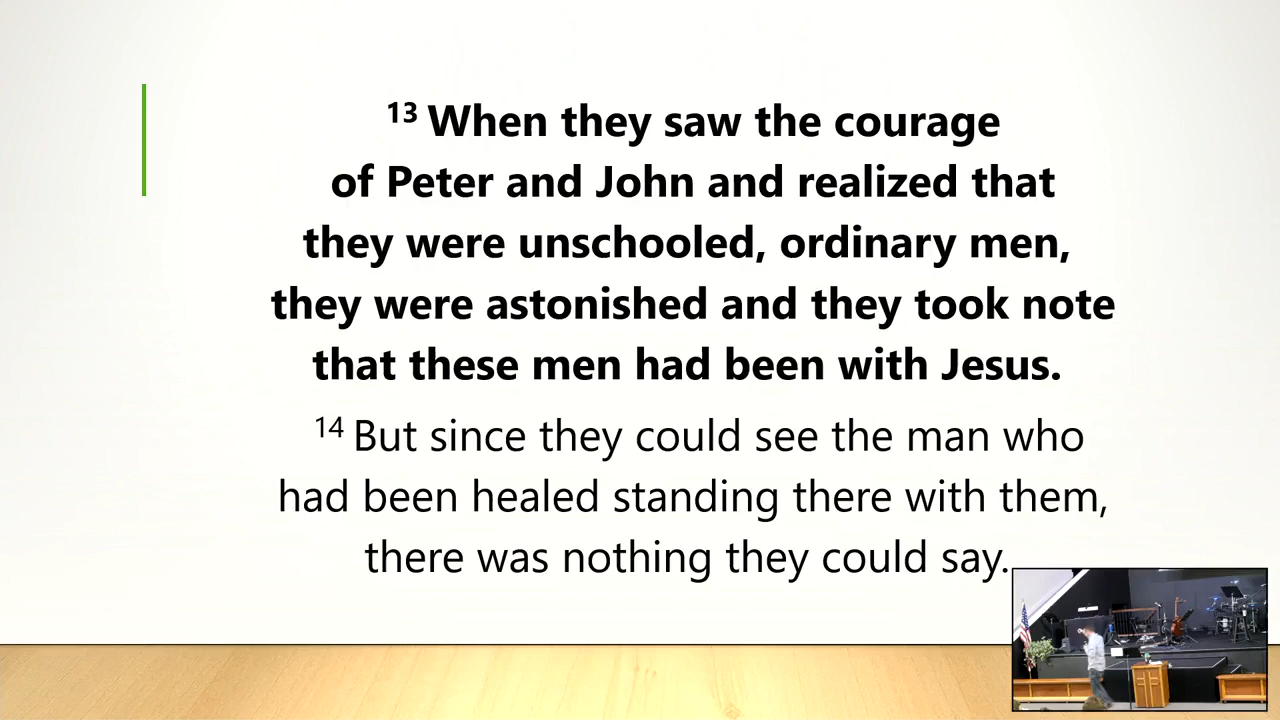 13 When they saw the courage
of Peter and John and realized that
they were unschooled, ordinary men,
they were astonished and they took note
that these men had been with Jesus.
14 But since they could see the man who
had been healed standing there with them,
there was nothing they could say.